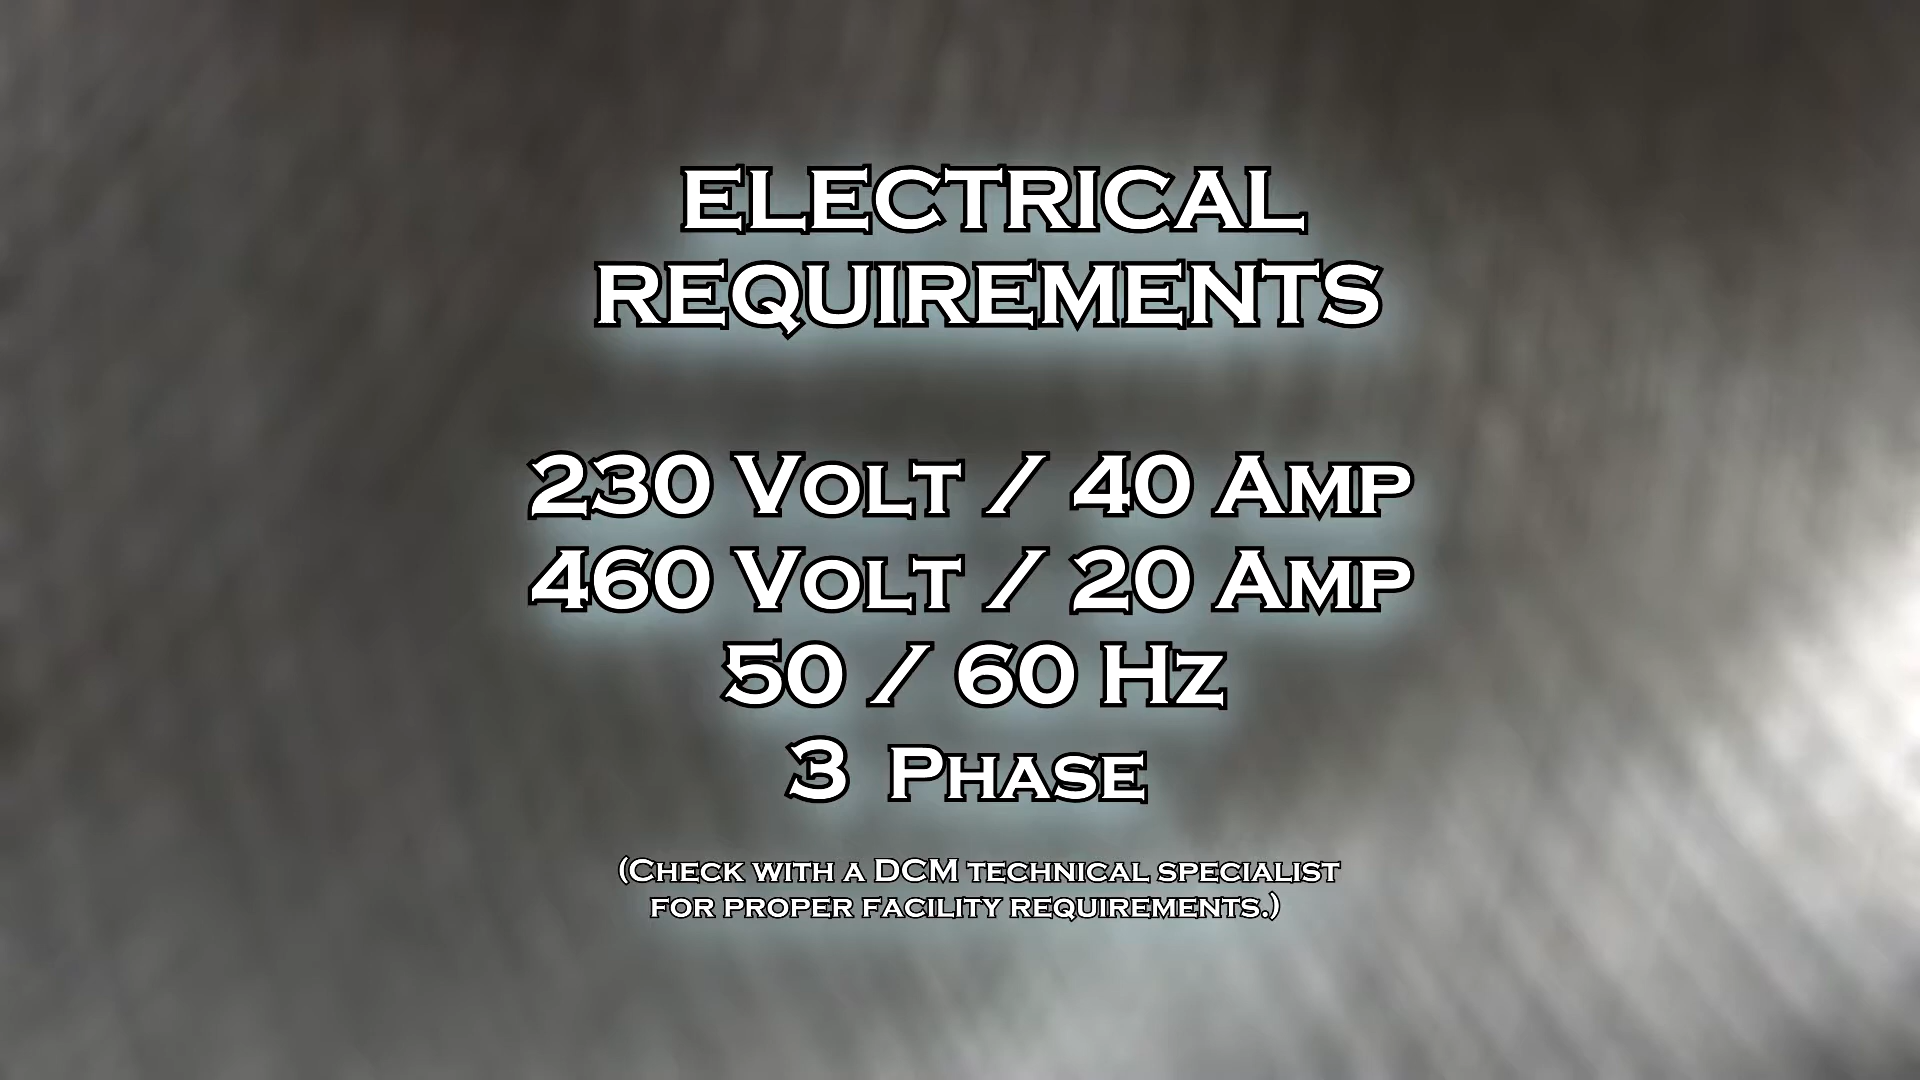 ELECTRICAL
REQUIREMENTS
230 VOLT / 40 AMP
460 VOLT / 20 AMP
50 / 60 HZ
3 PHASE
(CHECK WITH A DCM TECHNICAL SPECIALIST
FOR PROPER FACILITY REQUIREMENTS.)